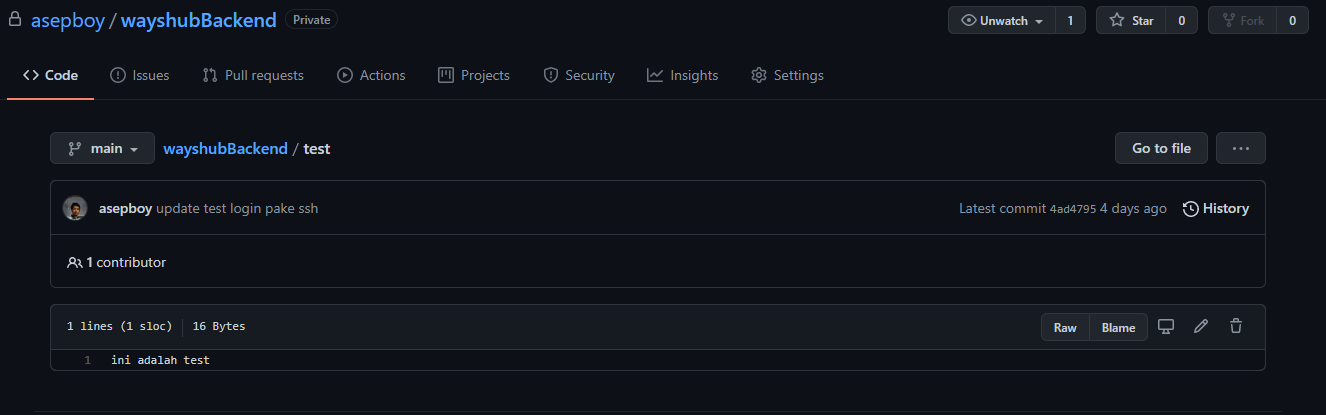 asepboy / wayshubBackend Private Unwatch 1 Star 0 Fork 0
Code Issues Pull requests Actions Projects Security Insights Settings
main wayshubBackend / test Go to file ...
asepboy update test login pake ssh Latest commit 4ad4795 4 days ago History
1 contributor
1 lines (1 sloc) 16 Bytes Raw Blame
1 ini adalah test